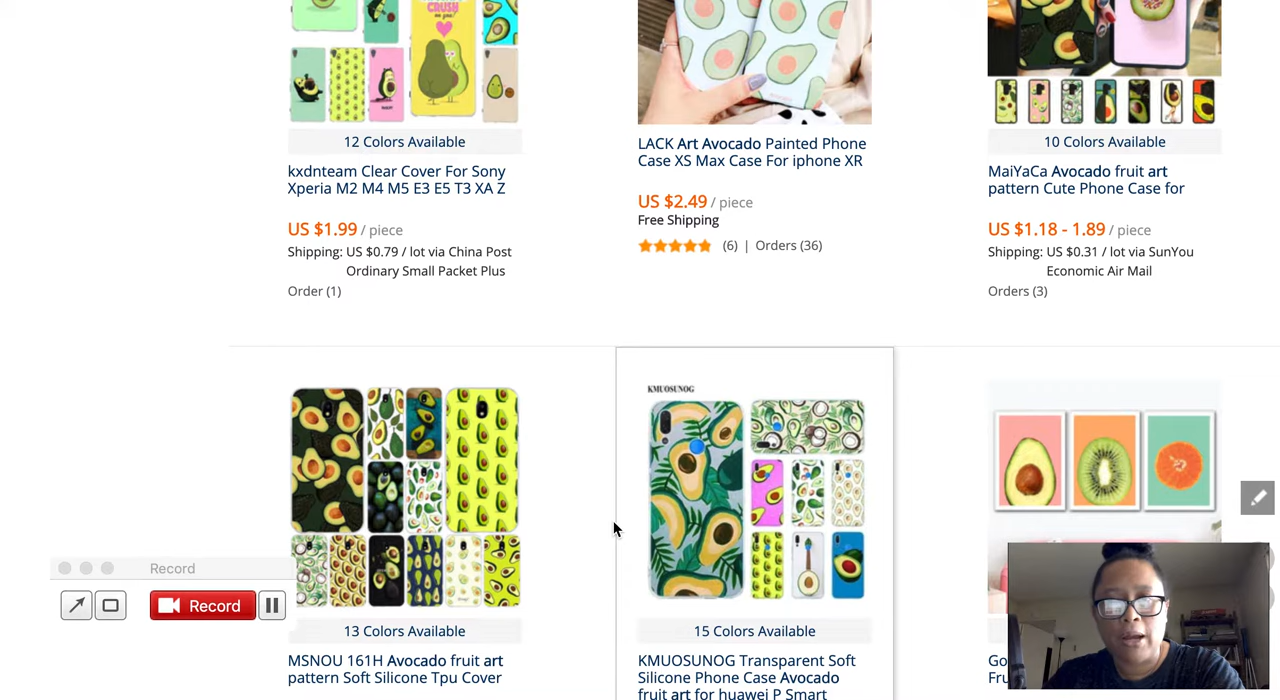 CRUSH
on you!
12 Colors Available
kxdnteam Clear Cover For Sony
Xperia M2 M4 M5 E3 E5 T3 XA Z
US $1.99 / piece
Shipping: US $0.79 / lot via China Post
Ordinary Small Packet Plus
Order (1)
LACK Art Avocado Painted Phone
Case XS Max Case For iphone XR
US $2.49 / piece
Free Shipping
(6) | Orders (36)
10 Colors Available
MaiYaCa Avocado fruit art
pattern Cute Phone Case for
US $1.18 - 1.89 / piece
Shipping: US $0.31 / lot via SunYou
Economic Air Mail
Orders (3)
13 Colors Available
MSNOU 161H Avocado fruit art
pattern Soft Silicone Tpu Cover
KMUOSUNOG
15 Colors Available
KMUOSUNOG Transparent Soft
Silicone Phone Case Avocado
fruit art for huawei P Smart
Go
Fru
Record
Record